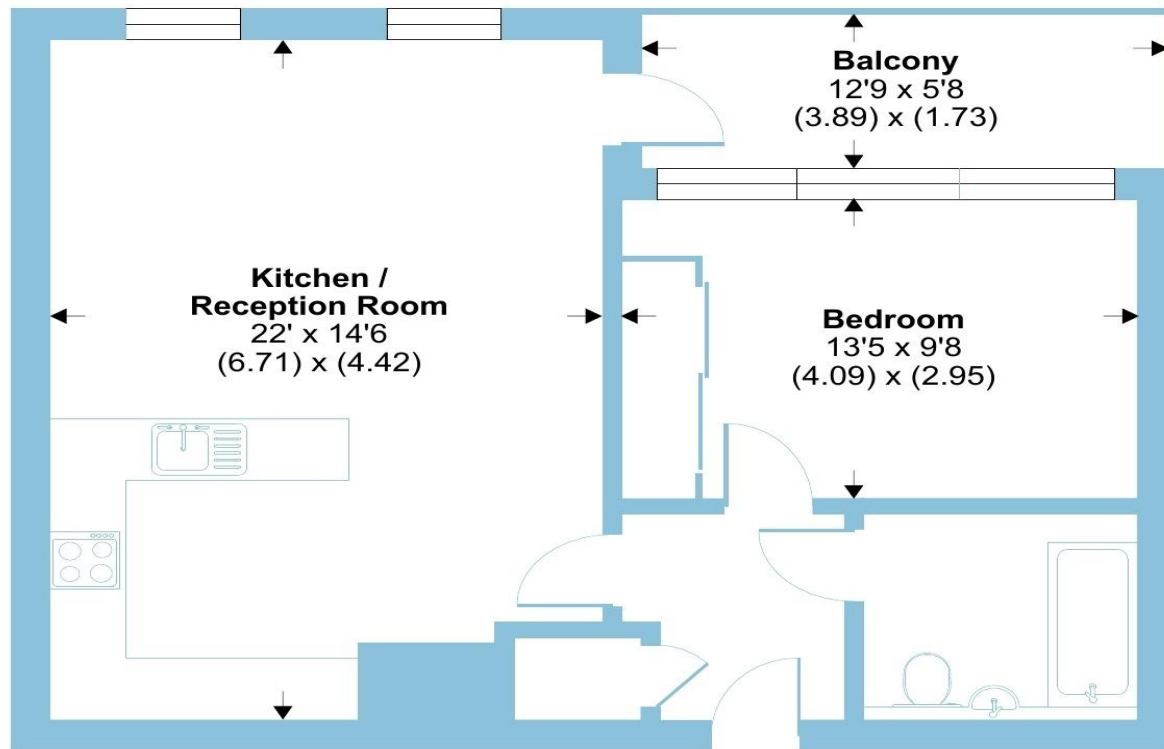 Balcony
12'9 x 5'8
(3.89) x (1.73)
Kitchen /
Reception Room
22' x 14'6
(6.71) x (4.42)
Bedroom
13'5 x 9'8
(4.09) x (2.95)